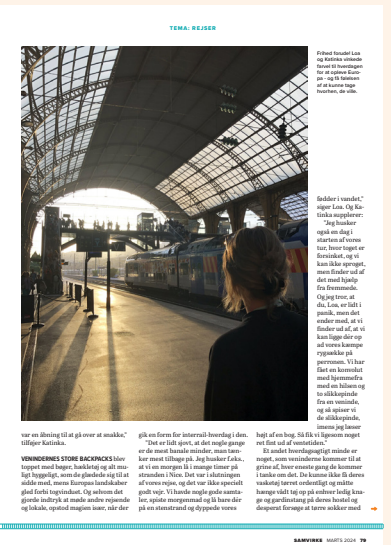 TEMA: REJSER
Frihed forude! Loa
og Katinka vinkede
farvel til hverdagen
for at opleve Euro-
pa - og få følelsen
af at kunne tage
hvorhen, de ville.
var en åbning til at gå over at snakke,"
tilføjer Katinka.
VENINDERNES STORE BACKPACKS blev
toppet med bøger, hækletøj og alt mu-
ligt hyggeligt, som de glædede sig til at
sidde med, mens Europas landskaber
gled forbi togvinduet. Og selvom det
gjorde indtryk at møde andre rejsende
og lokale, opstod magien især, når der
gik en form for interrail-hverdag i den.
"Det er lidt sjovt, at det nogle gange
er de mest banale minder, man tæn-
ker mest tilbage på. Jeg husker f.eks.,
at vi en morgen lå i mange timer på
stranden i Nice. Det var i slutningen
af vores rejse, og det var ikke specielt
godt vejr. Vi havde nogle gode samta-
ler, spiste morgenmad og lå bare der
på en stenstrand og dyppede vores
fødder i vandet,"
siger Loa. Og Ka-
tinka supplerer:
"Jeg husker
også en dag i
starten af vores
tur, hvor toget er
forsinket, og vi
kan ikke sproget,
men finder ud af
det med hjælp
fra fremmede.
Og jeg tror, at
du, Loa, er lidt i
panik, men det
ender med, at vi
finder ud af, at vi
kan ligge dér op
ad vores kæmpe
rygsække på
perronen. Vi har
fået en konvolut
med hjemmefra
med en hilsen og
to slikkepinde
fra en veninde,
og så spiser vi
de slikkepinde,
imens jeg læser
højt af en bog. Så fik vi ligesom noget
ret fint ud af ventetiden."
Et andet hverdagsagtigt minde er
noget, som veninderne kommer til at
grine af, hver eneste gang de kommer
i tanke om det. De kunne ikke få deres
vasketøj tørret ordentligt og måtte
hænge vådt tøj op på enhver ledig kna-
ge og gardinstang på deres hostel og
desperat forsøge at tørre sokker med
SAMVIRKE MARTS 2024 79